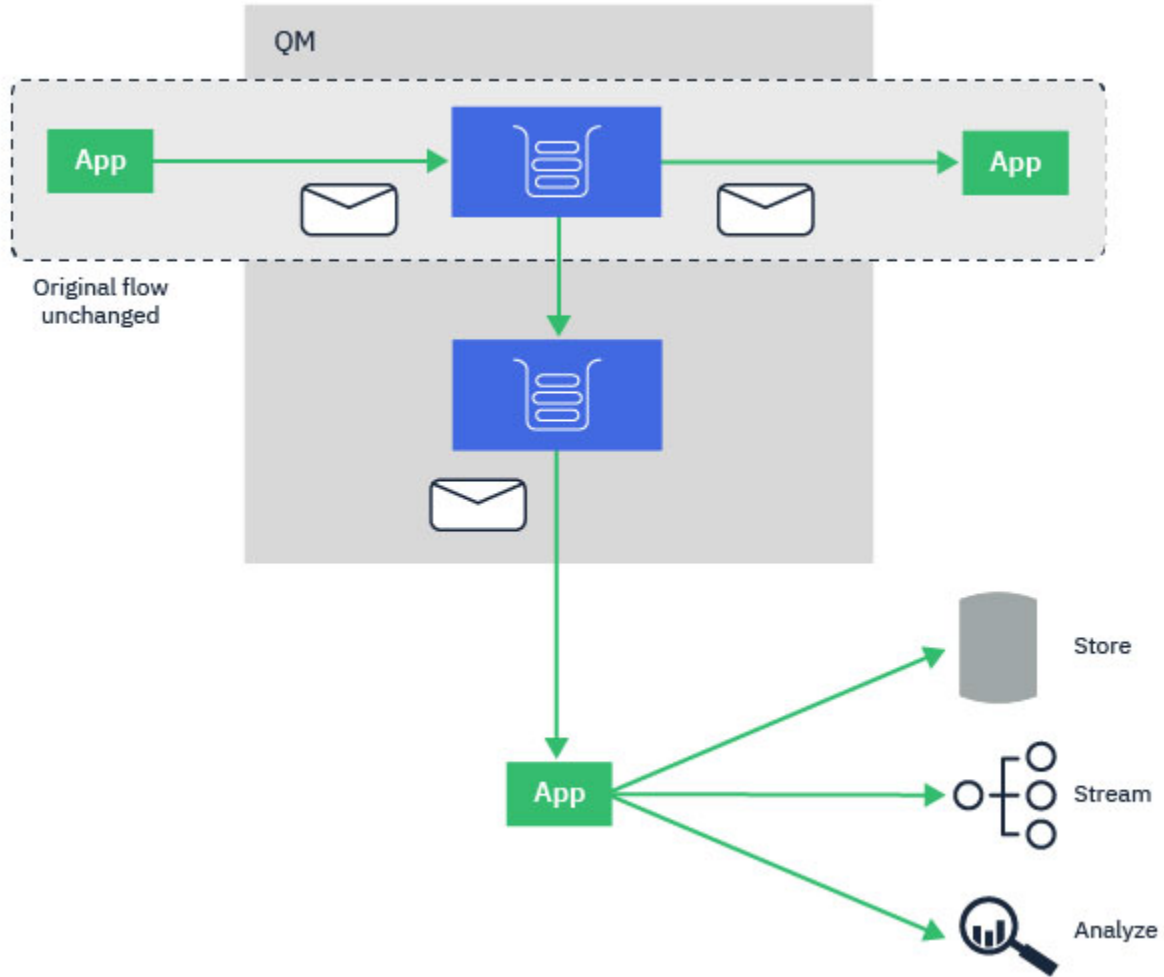 QM
App
App
Original flow
unchanged
App
Store
Stream
Analyze